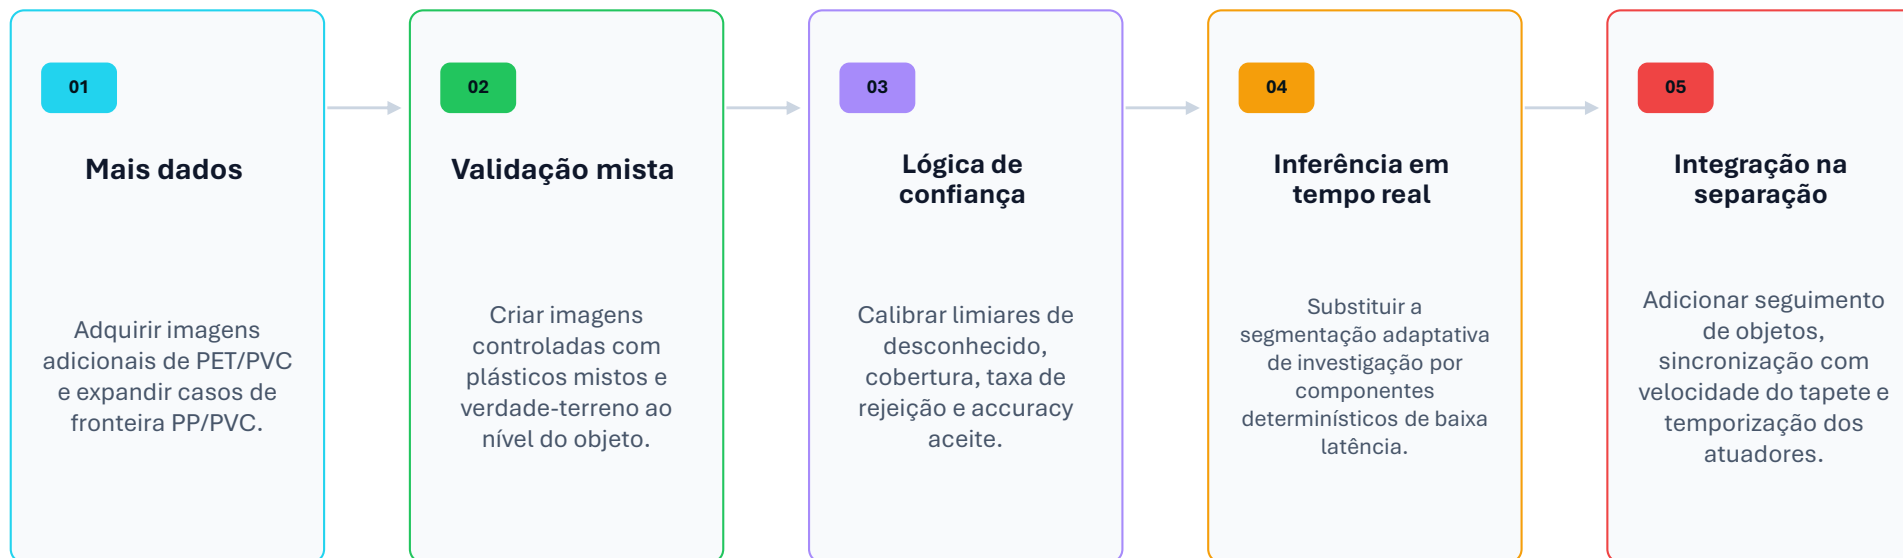 01
Mais dados
Adquirir imagens
adicionais de PET/PVC
e expandir casos de
fronteira PP/PVC.
02
Validação mista
Criar imagens
controladas com
plásticos mistos e
verdade-terreno ao
nível do objeto.
03
Lógica de
confiança
Calibrar limiares de
desconhecido,
cobertura, taxa de
rejeição e accuracy
aceite.
04
Inferência em
tempo real
Substituir a
segmentação adaptativa
de investigação por
componentes
determinísticos de baixa
latência.
05
Integração na
separação
Adicionar seguimento
de objetos,
sincronização com
velocidade do tapete e
temporização dos
atuadores.